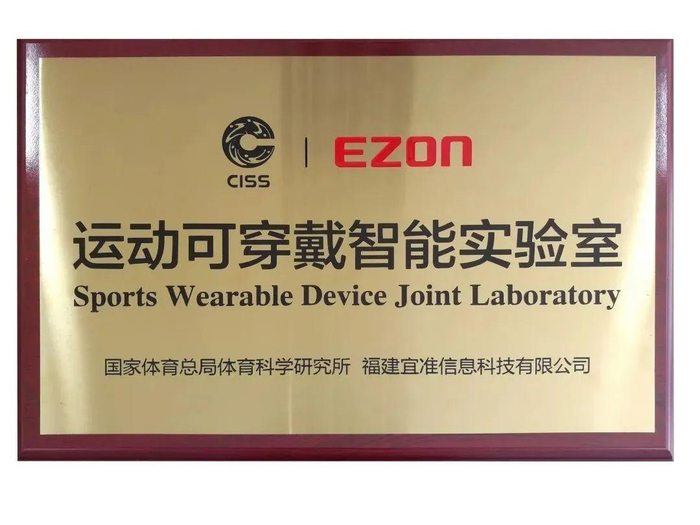 CISS | EZON
运动可穿戴智能实验室
Sports Wearable Device Joint Laboratory
国家体育总局体育科学研究所 福建宜准信息科技有限公司